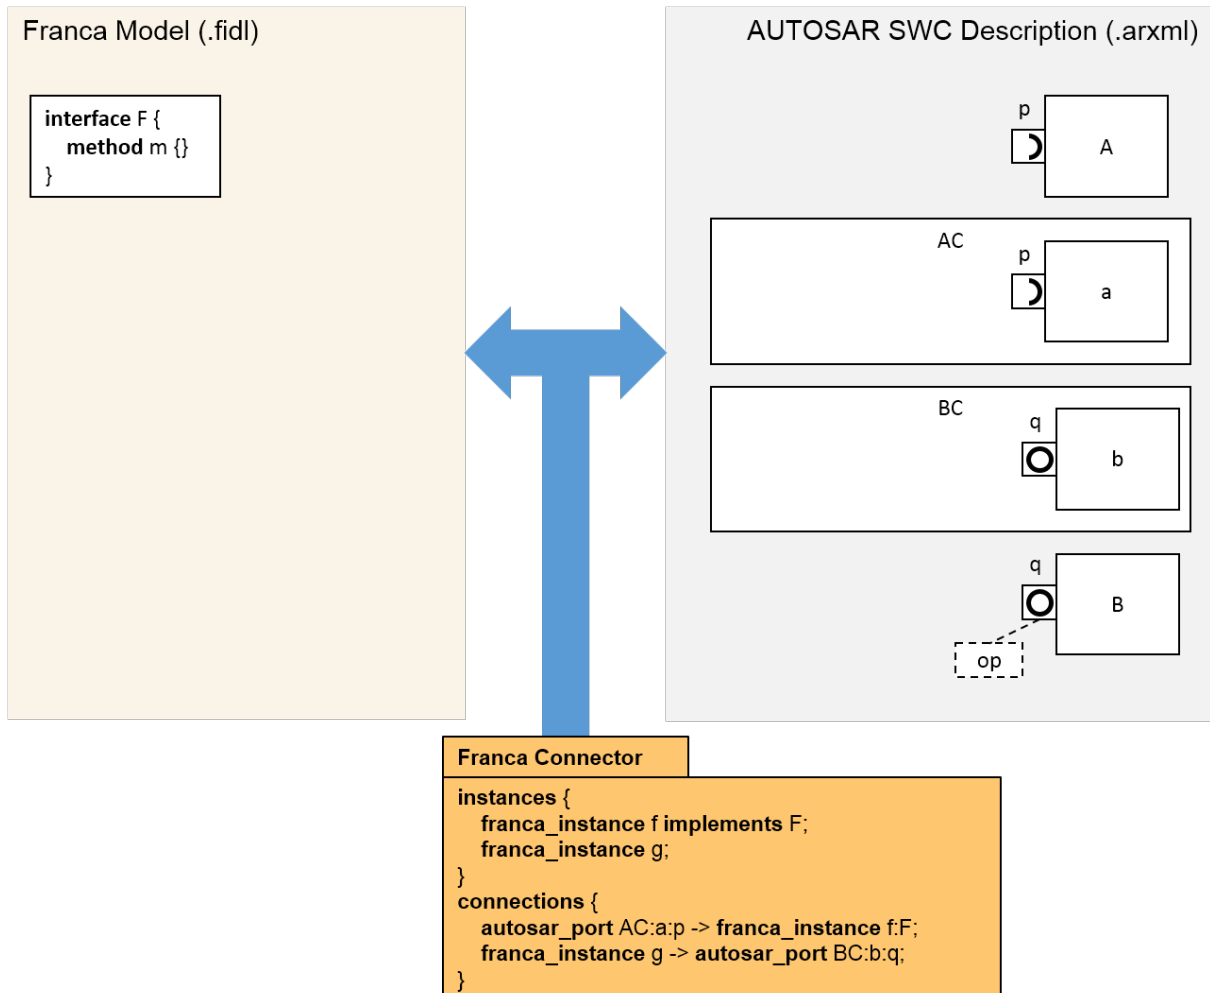 Franca Model (.fidl)
interface F {
method m {}
}
AUTOSAR SWC Description (.arxml)
p
A
AC
p
a
BC
q
b
q
B
op
Franca Connector
instances {
franca_instance f implements F;
franca_instance g;
}
connections {
autosar_port AC:a:p -> franca_instance f:F;
franca_instance g -> autosar_port BC:b:q;
}